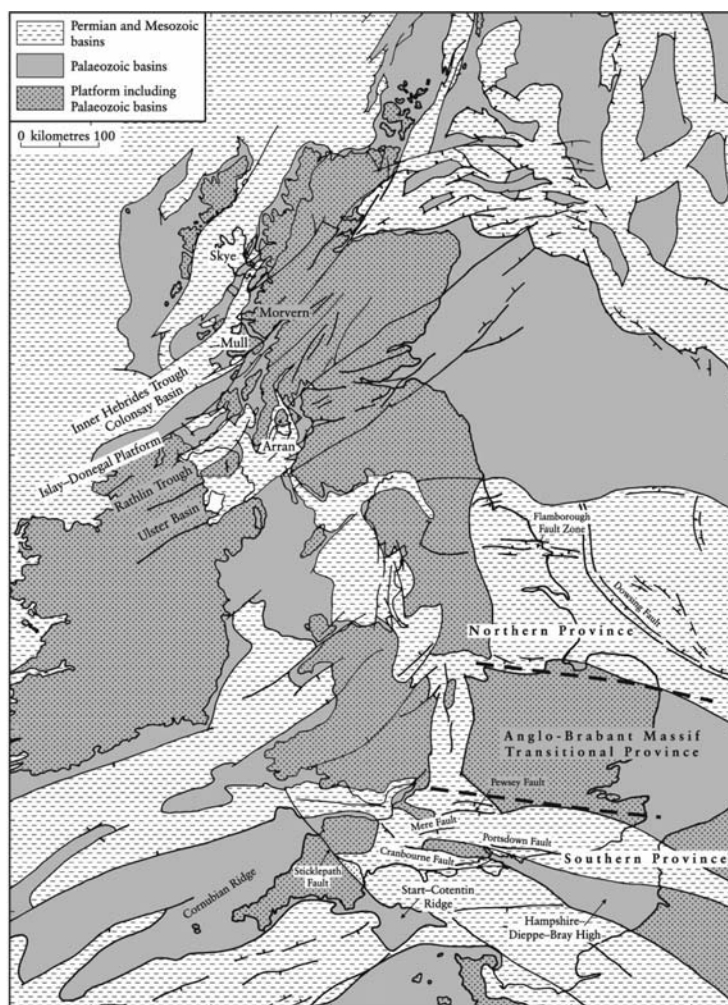 Permian and Mesozoic
basins
Palaeozoic basins
Platform including
Palaeozoic basins
0 kilometres 100
Skye
Morvern
Mull
Inner Hebrides Trough
Colonsay Basin
Arran
Islay–Donegal Platform
Rathlin Trough
Ulster Basin
Flamborough
Fault Zone
Dowsing Fault
Northern Province
Anglo-Brabant Massif
Transitional Province
Pewsey Fault
Mere Fault
Portsdown Fault
Cranbourne Fault
Southern Province
Sticklepath
Fault
Cornubian Ridge
Start–Cotentin
Ridge
Hampshire–
Dieppe–Bray High